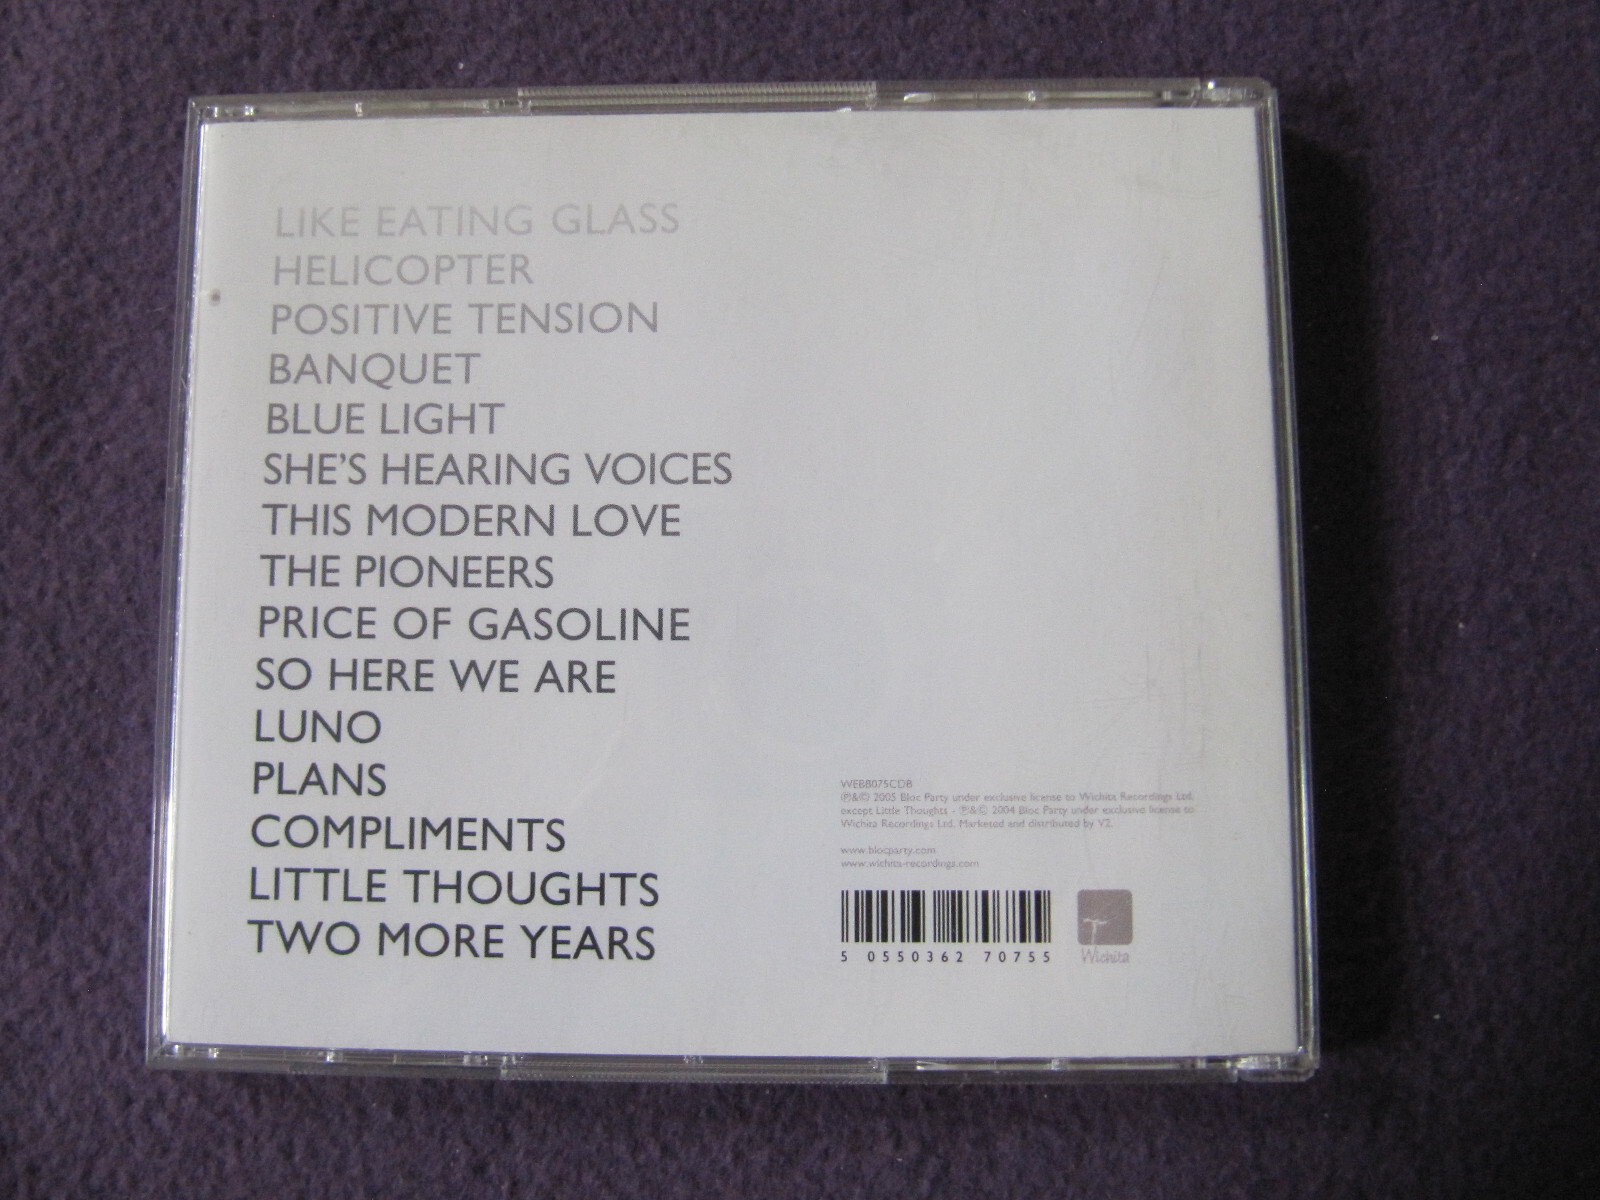 LIKE EATING GLASS
HELICOPTER
POSITIVE TENSION
BANQUET
BLUE LIGHT
SHE'S HEARING VOICES
THIS MODERN LOVE
THE PIONEERS
PRICE OF GASOLINE
SO HERE WE ARE
LUNO
PLANS
COMPLIMENTS
LITTLE THOUGHTS
TWO MORE YEARS
WEBB075CDB
℗&© 2005 Bloc Party under exclusive license to Wichita Recordings Ltd.
except Little Thoughts - ℗&© 2004 Bloc Party under exclusive license to
Wichita Recordings Ltd. Marketed and distributed by V2.
www.blocparty.com
www.wichita-recordings.com
5 0550362 70755
Wichita